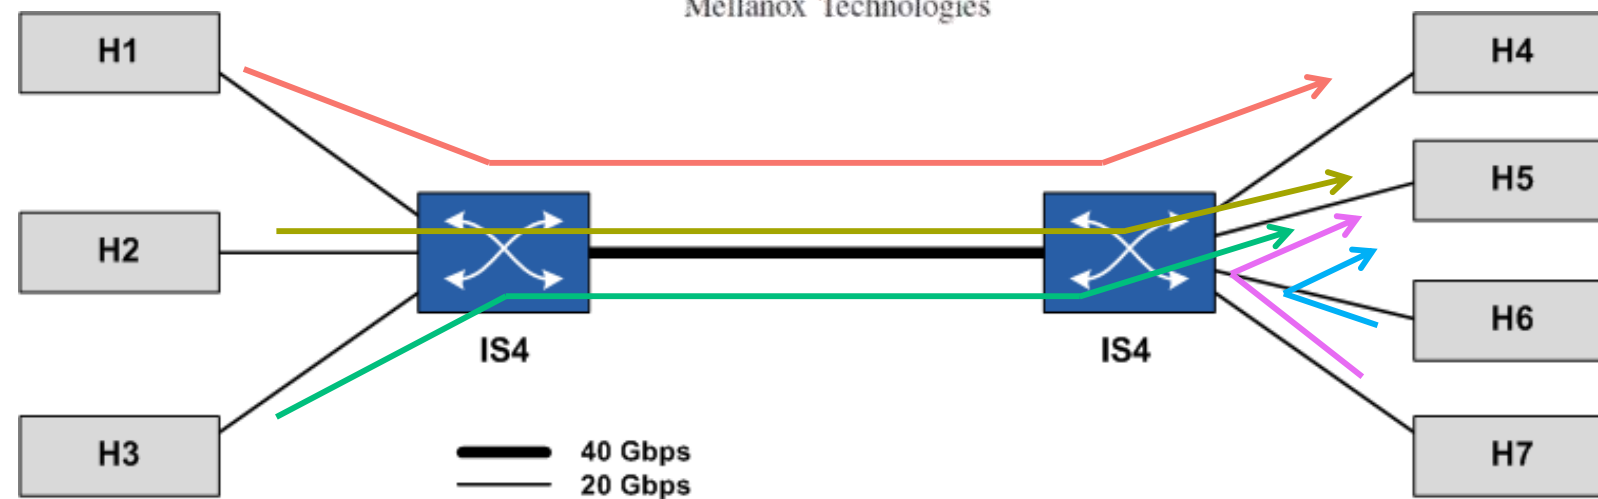 Mellanox Technologies
H1
H4
H5
H2
H6
IS4
IS4
H3
H7
40 Gbps
20 Gbps